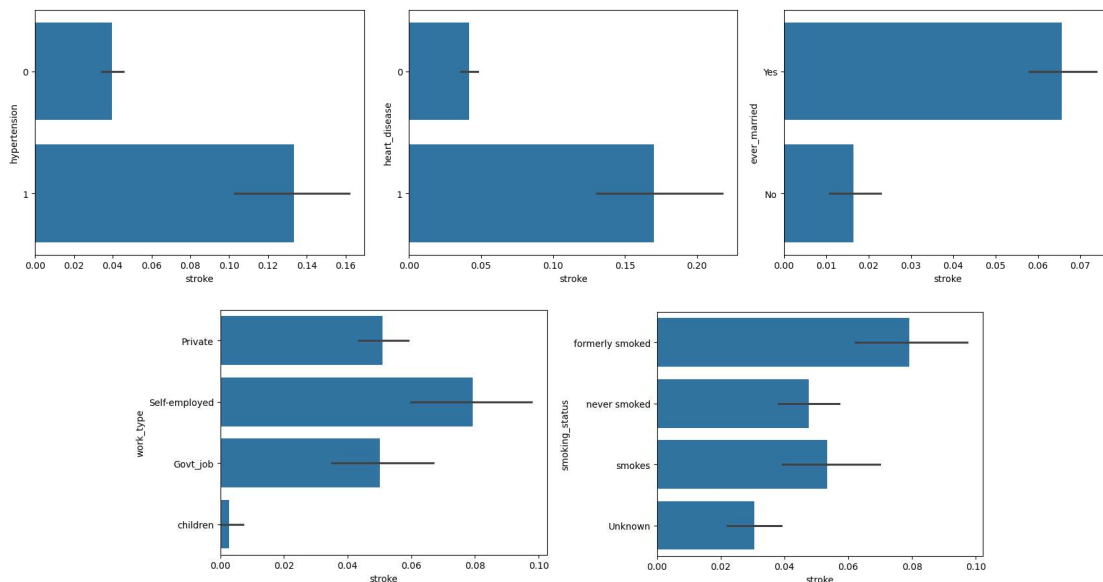 0
1
hypertension
0.00 0.02 0.04 0.06 0.08 0.10 0.12 0.14 0.16
stroke
0
1
heart_disease
0.00 0.05 0.10 0.15 0.20
stroke
Yes
No
ever_married
0.00 0.01 0.02 0.03 0.04 0.05 0.06 0.07
stroke
Private
Self-employed
Govt_job
children
work_type
0.00 0.02 0.04 0.06 0.08 0.10
stroke
formerly smoked
never smoked
smokes
Unknown
smoking_status
0.00 0.02 0.04 0.06 0.08 0.10
stroke